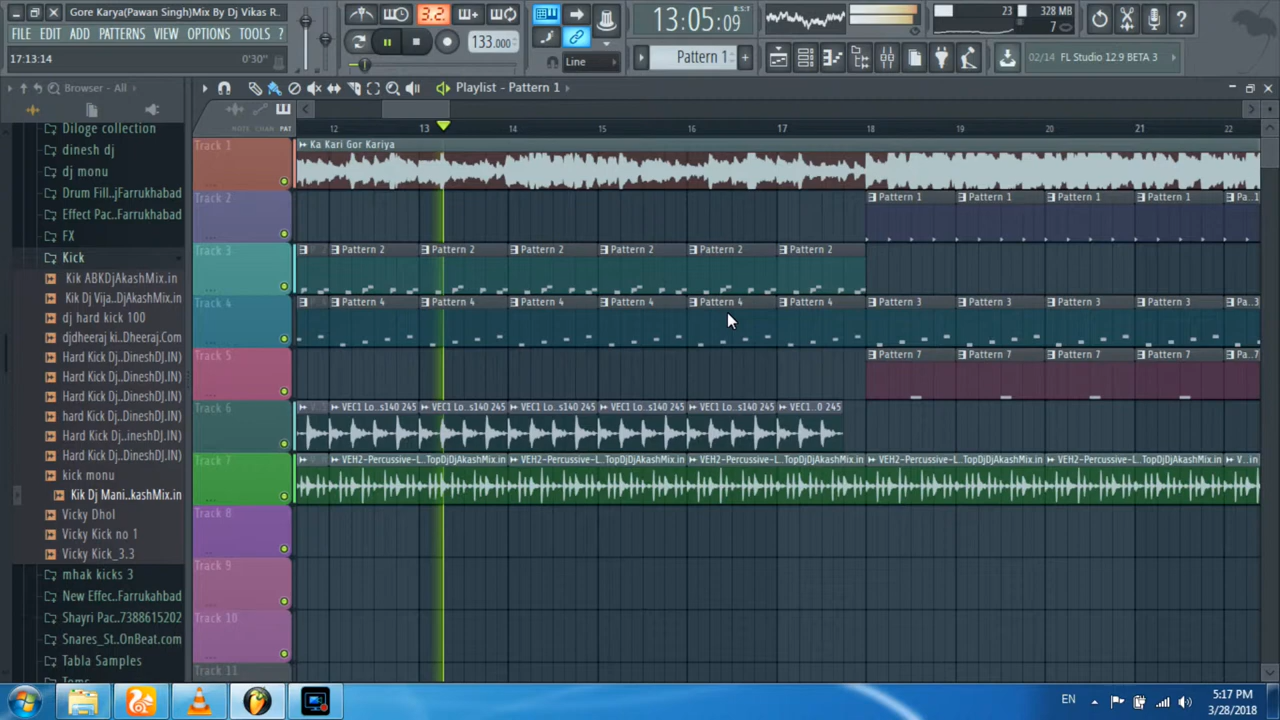 Gore Karya(Pawan Singh)Mix By Dj Vikas R..
FILE EDIT ADD PATTERNS VIEW OPTIONS TOOLS ?
17:13:14 0'30"
3.2
133.000
13:05:09
Line
Pattern 1
23 328 MB
7
02/14 FL Studio 12.9 BETA 3
Browser - All
Playlist - Pattern 1
NOTE CHAN PAT
12 13 14 15 16 17 18 19 20 21 22
Diloge collection
dinesh dj
dj monu
Drum Fill..jFarrukhabad
Effect Pac..Farrukhabad
FX
Kick
Kik ABKDjAkashMix.in
Kik Dj Vija..DjAkashMix.in
dj hard kick 100
djdheeraj ki..Dheeraj.Com
Hard Kick Dj..DineshDJ.IN)
Hard Kick Dj..DineshDJ.IN)
Hard Kick Dj..DineshDJ.IN)
hard Kick Dj..DineshDJ.IN)
Hard Kick Dj...ineshDJ.IN)
Hard Kick Dj..DineshDJ.IN)
kick monu
Kik Dj Mani..kashMix.in
Vicky Dhol
Vicky Kick no 1
Vicky Kick_3.3
mhak kicks 3
New Effec..Farrukahbad
Shayri Pac..7388615202
Snares_St..OnBeat.com
Tabla Samples
Toms
Track 1
Ka Kari Gor Kariya
Track 2
Pattern 1 Pattern 1 Pattern 1 Pattern 1 Pa..1
Track 3
Pattern 2 Pattern 2 Pattern 2 Pattern 2 Pattern 2 Pattern 2
Track 4
Pattern 4 Pattern 4 Pattern 4 Pattern 4 Pattern 4 Pattern 4 Pattern 3 Pattern 3 Pattern 3 Pattern 3 Pa..3
Track 5
Pattern 7 Pattern 7 Pattern 7 Pattern 7 Pa..7
Track 6
VEC1 Lo..s140 245 VEC1 Lo..s140 245 VEC1 Lo..s140 245 VEC1 Lo..s140 245 VEC1 Lo..s140 245 VEC1..0 245
Track 7
VEH2-Percussive-L..TopDjDjAkashMix.in VEH2-Percussive-L..TopDjDjAkashMix.in VEH2-Percussive-L..TopDjDjAkashMix.in VEH2-Percussive-L..TopDjDjAkashMix.in VEH2-Percussive-L..TopDjDjAkashMix.in V..in
Track 8
Track 9
Track 10
Track 11
EN
5:17 PM
3/28/2018